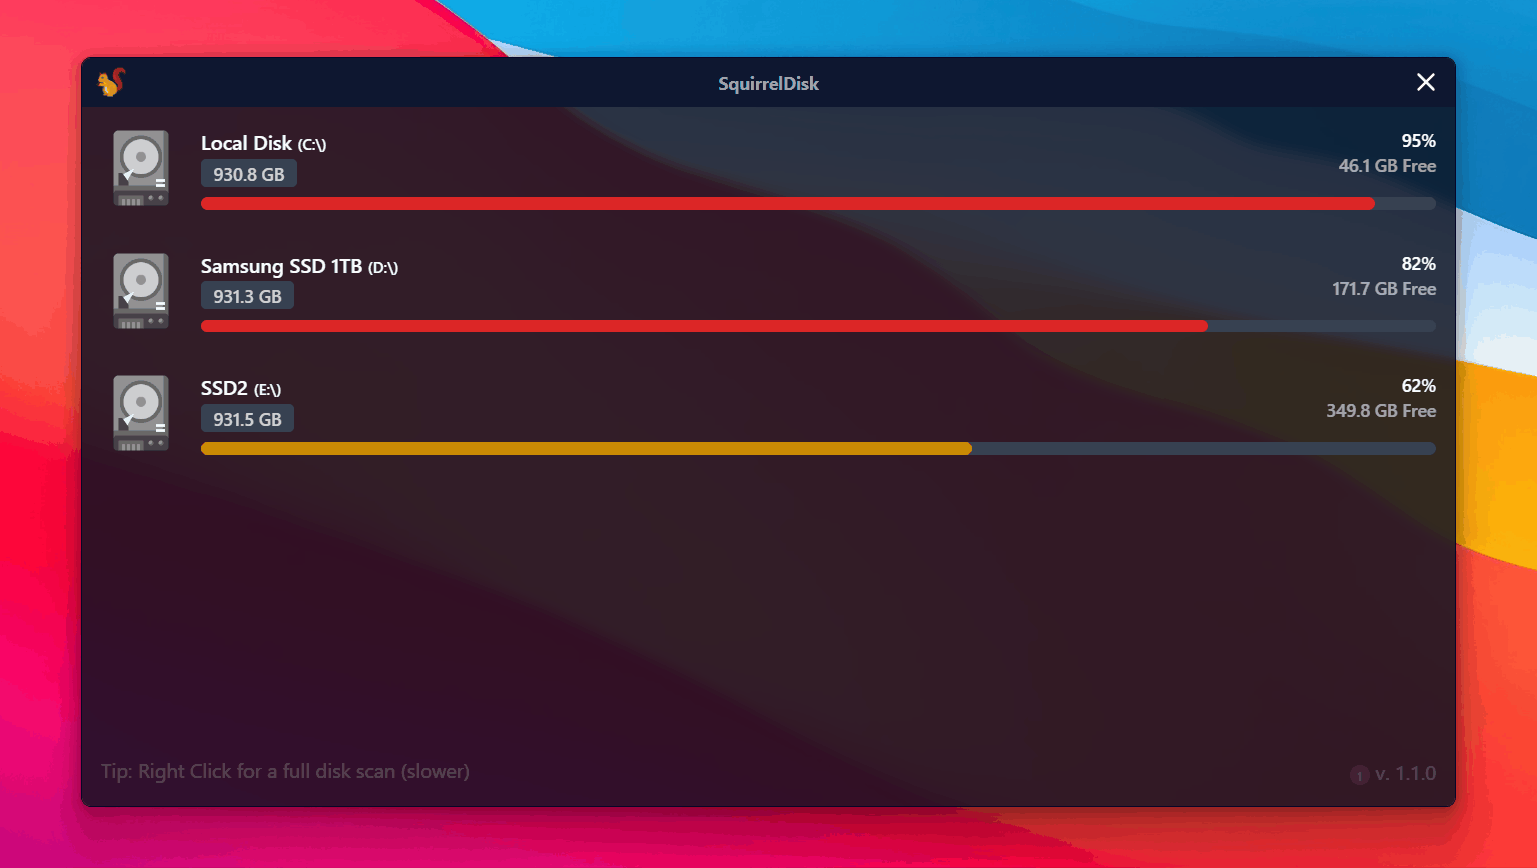 SquirrelDisk
Local Disk (C:\)
95%
930.8 GB
46.1 GB Free
Samsung SSD 1TB (D:\)
82%
931.3 GB
171.7 GB Free
SSD2 (E:\)
62%
931.5 GB
349.8 GB Free
Tip: Right Click for a full disk scan (slower)
1 v. 1.1.0